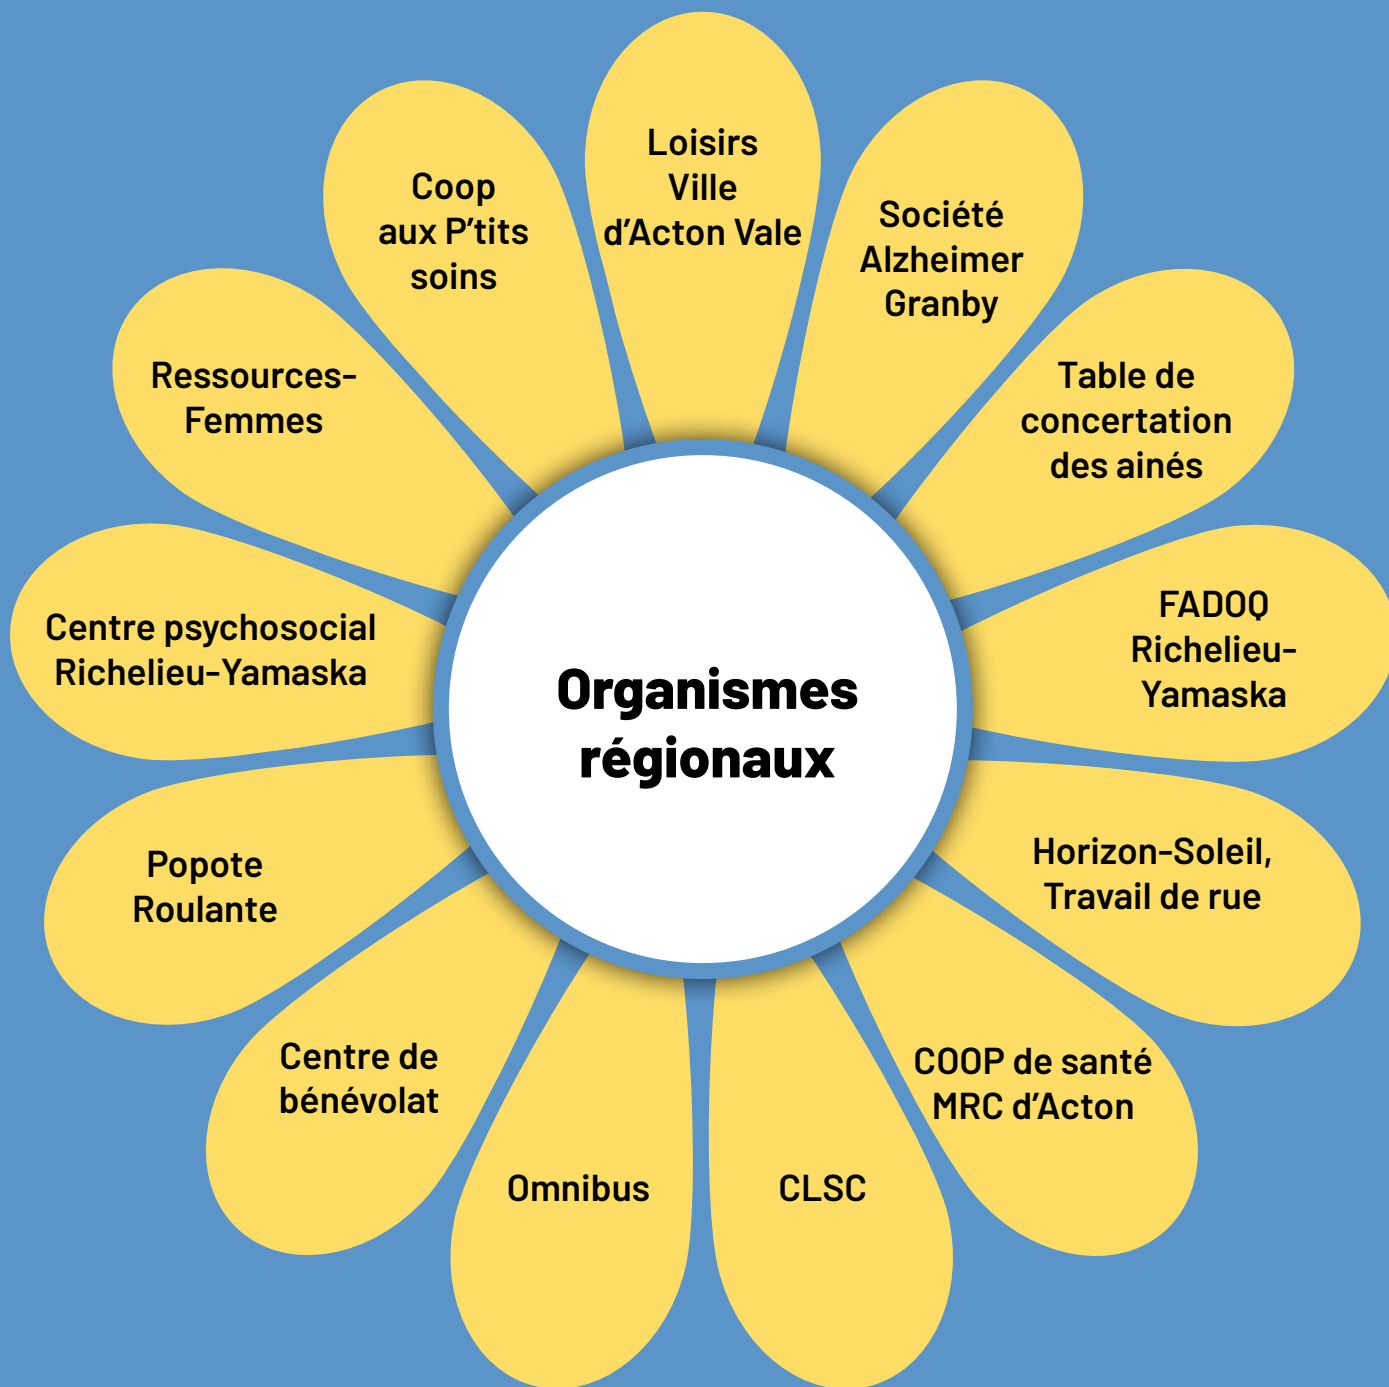 Loisirs
Ville
d'Acton Vale
Société
Alzheimer
Granby
Table de
concertation
des ainés
FADOQ
Richelieu-
Yamaska
Horizon-Soleil,
Travail de rue
COOP de santé
MRC d'Acton
CLSC
Omnibus
Centre de
bénévolat
Popote
Roulante
Centre psychosocial
Richelieu-Yamaska
Ressources-
Femmes
Coop
aux P'tits
soins
Organismes
régionaux